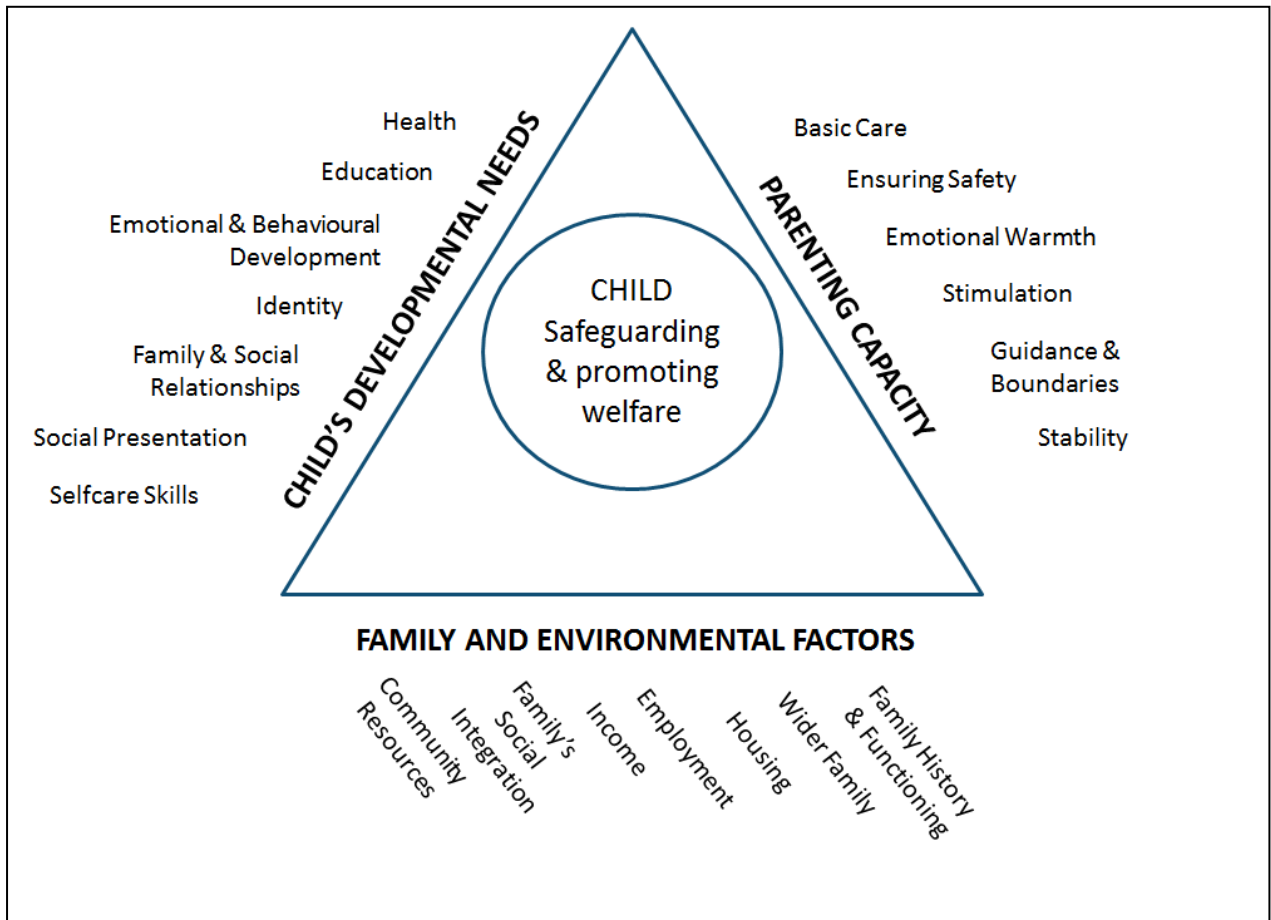 Health
Education
Emotional & Behavioural
Development
Identity
Family & Social
Relationships
Social Presentation
Selfcare Skills
CHILD'S DEVELOPMENTAL NEEDS
CHILD
Safeguarding
& promoting
welfare
PARENTING CAPACITY
Basic Care
Ensuring Safety
Emotional Warmth
Stimulation
Guidance &
Boundaries
Stability
FAMILY AND ENVIRONMENTAL FACTORS
Community
Resources
Family's
Social
Integration
Income
Employment
Housing
Wider Family
Family History
& Functioning